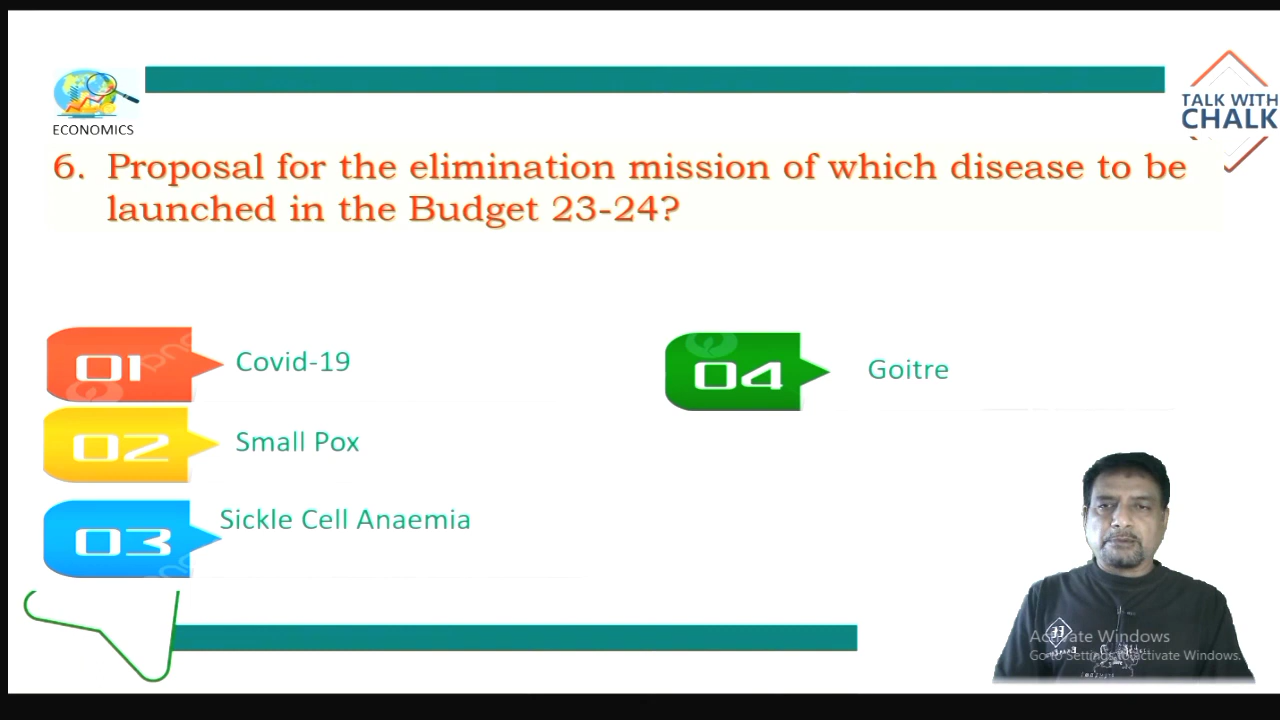 ECONOMICS
TALK WITH
CHALK
6. Proposal for the elimination mission of which disease to be
launched in the Budget 23-24?
01 Covid-19
02 Small Pox
03 Sickle Cell Anaemia
04 Goitre
Activate Windows
Go to Settings to activate Windows.